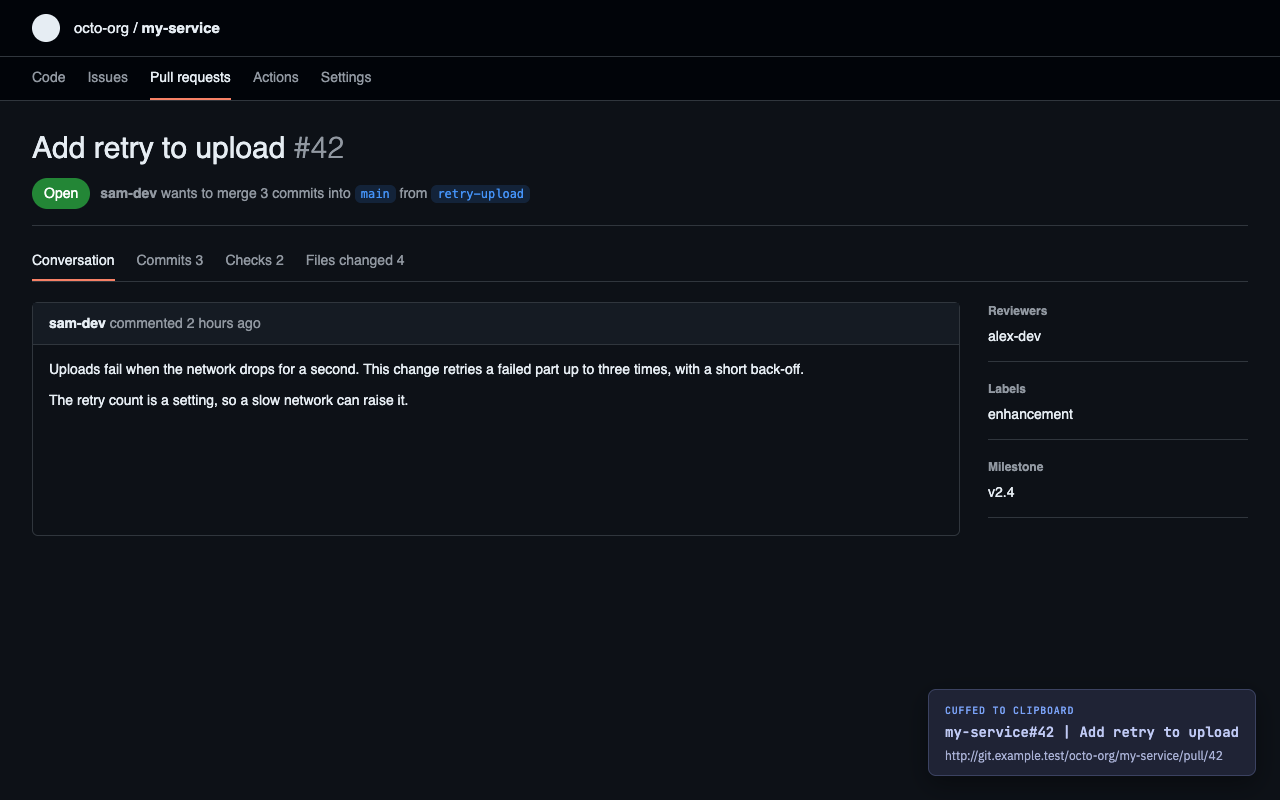 octo-org / my-service
Code Issues Pull requests Actions Settings
Add retry to upload #42
Open sam-dev wants to merge 3 commits into main from retry-upload
Conversation Commits 3 Checks 2 Files changed 4
sam-dev commented 2 hours ago
Uploads fail when the network drops for a second. This change retries a failed part up to three times, with a short back-off.
The retry count is a setting, so a slow network can raise it.
Reviewers
alex-dev
Labels
enhancement
Milestone
v2.4
CUFFED TO CLIPBOARD
my-service#42 | Add retry to upload
http://git.example.test/octo-org/my-service/pull/42